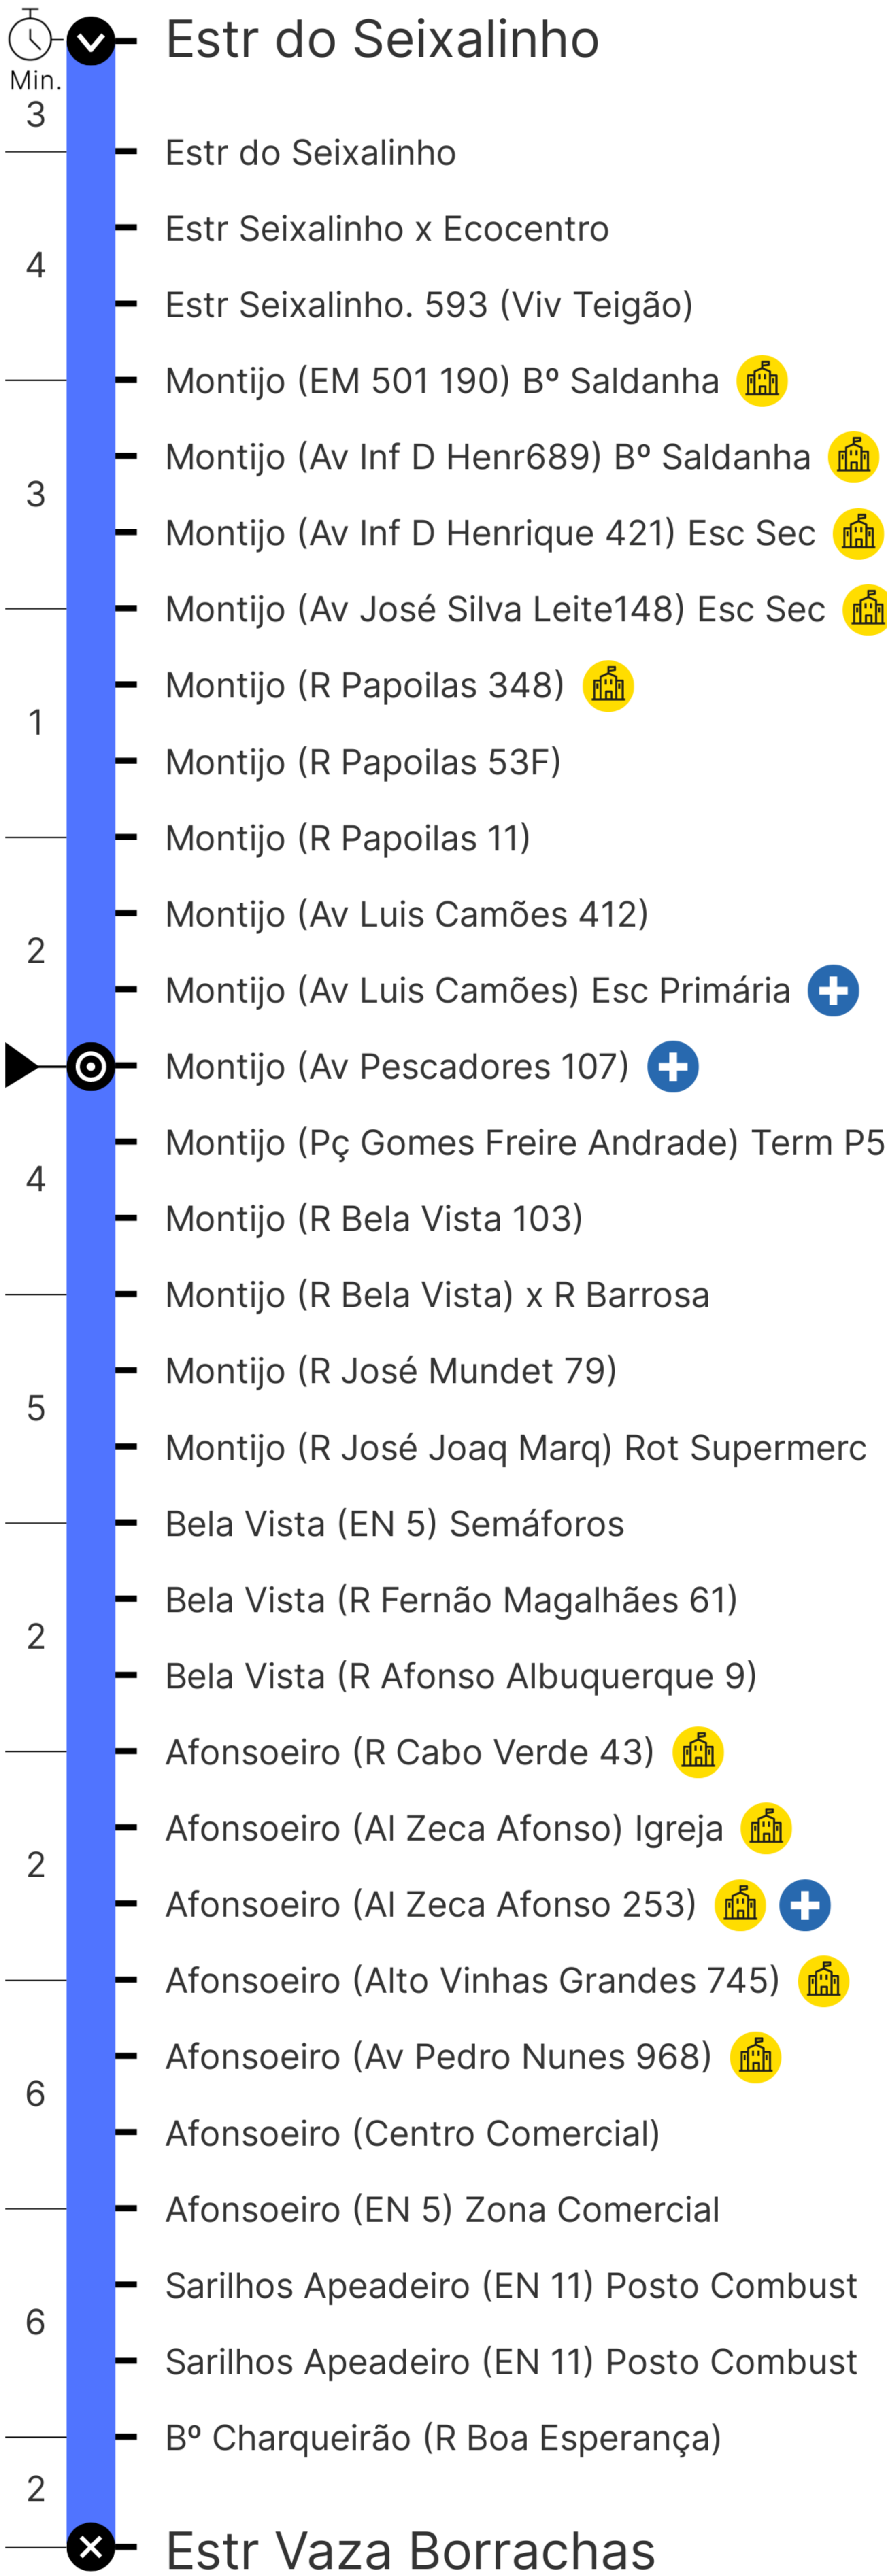 Estr do Seixalinho
Min.
3
Estr do Seixalinho
Estr Seixalinho x Ecocentro
4
Estr Seixalinho. 593 (Viv Teigão)
Montijo (EM 501 190) Bº Saldanha
Montijo (Av Inf D Henr689) Bº Saldanha
3
Montijo (Av Inf D Henrique 421) Esc Sec
Montijo (Av José Silva Leite148) Esc Sec
Montijo (R Papoilas 348)
1
Montijo (R Papoilas 53F)
Montijo (R Papoilas 11)
Montijo (Av Luis Camões 412)
2
Montijo (Av Luis Camões) Esc Primária
Montijo (Av Pescadores 107)
Montijo (Pç Gomes Freire Andrade) Term P5
4
Montijo (R Bela Vista 103)
Montijo (R Bela Vista) x R Barrosa
Montijo (R José Mundet 79)
5
Montijo (R José Joaq Marq) Rot Supermerc
Bela Vista (EN 5) Semáforos
Bela Vista (R Fernão Magalhães 61)
2
Bela Vista (R Afonso Albuquerque 9)
Afonsoeiro (R Cabo Verde 43)
Afonsoeiro (Al Zeca Afonso) Igreja
2
Afonsoeiro (Al Zeca Afonso 253)
Afonsoeiro (Alto Vinhas Grandes 745)
Afonsoeiro (Av Pedro Nunes 968)
6
Afonsoeiro (Centro Comercial)
Afonsoeiro (EN 5) Zona Comercial
Sarilhos Apeadeiro (EN 11) Posto Combust
6
Sarilhos Apeadeiro (EN 11) Posto Combust
Bº Charqueirão (R Boa Esperança)
2
Estr Vaza Borrachas